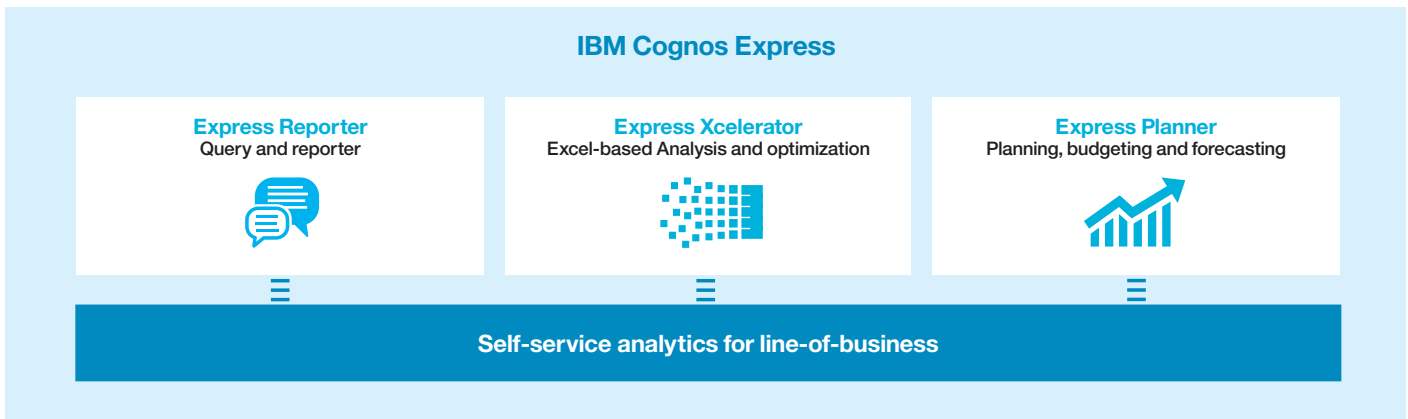 IBM Cognos Express
Express Reporter
Query and reporter
Express Xcelerator
Excel-based Analysis and optimization
Express Planner
Planning, budgeting and forecasting
Self-service analytics for line-of-business